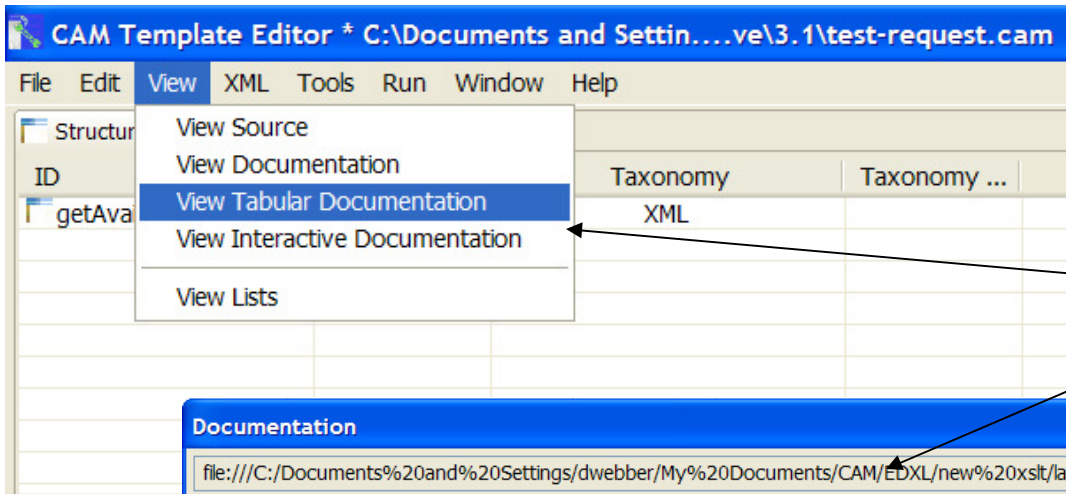 CAM Template Editor * C:\Documents and Settin....ve\3.1\test-request.cam
File Edit View XML Tools Run Window Help
Structur
View Source
View Documentation
ID Taxonomy Taxonomy ...
View Tabular Documentation
getAvai XML
View Interactive Documentation
View Lists
Documentation
file:///C:/Documents%20and%20Settings/dwebber/My%20Documents/CAM/EDXL/new%20xslt/la